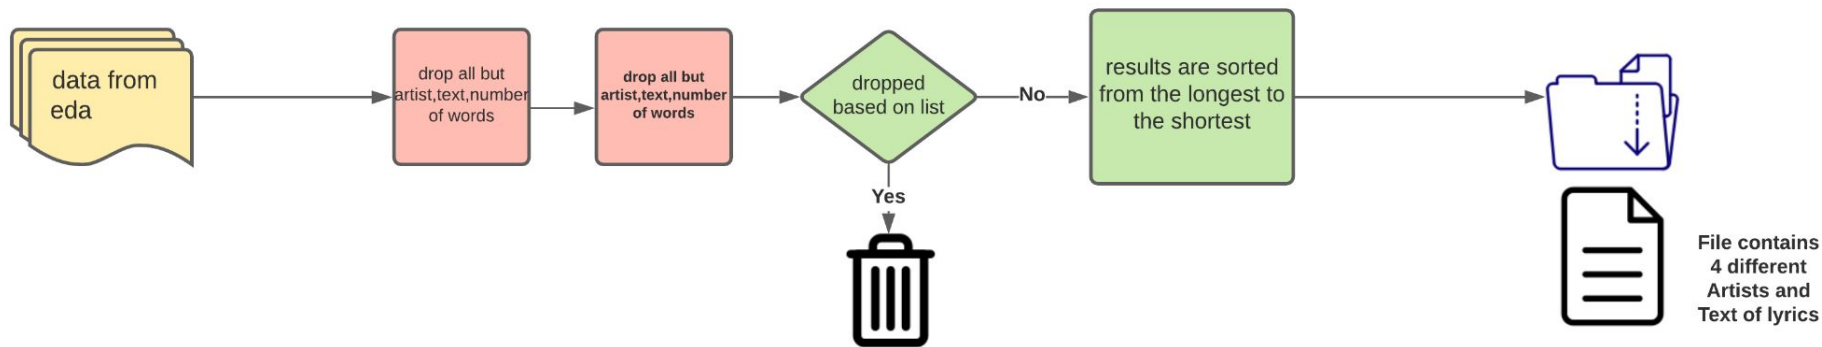 data from
eda
drop all but
artist,text,number
of words
drop all but
artist,text,number
of words
dropped
based on list
No
Yes
results are sorted
from the longest to
the shortest
File contains
4 different
Artists and
Text of lyrics